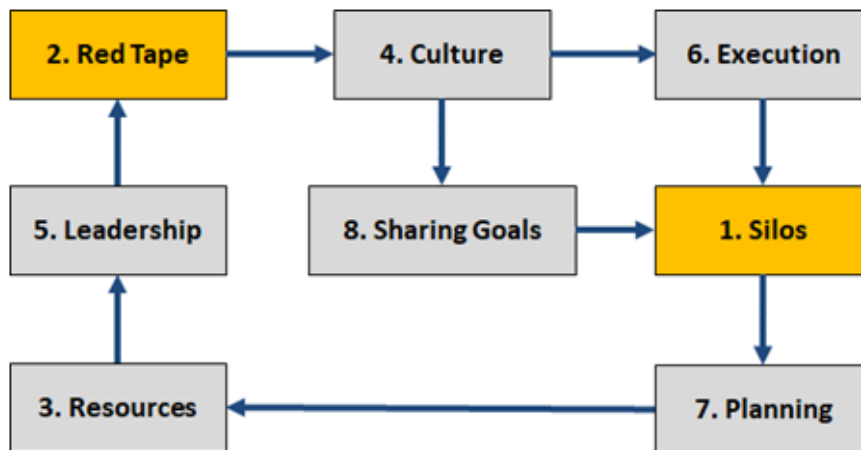 2. Red Tape
4. Culture
6. Execution
5. Leadership
8. Sharing Goals
1. Silos
3. Resources
7. Planning